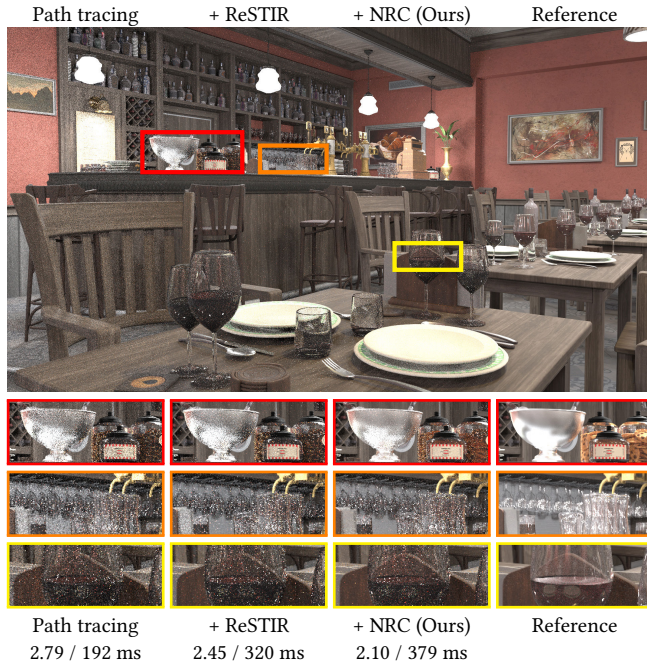 Path tracing + ReSTIR + NRC (Ours) Reference
Path tracing + ReSTIR + NRC (Ours) Reference
2.79 / 192 ms 2.45 / 320 ms 2.10 / 379 ms